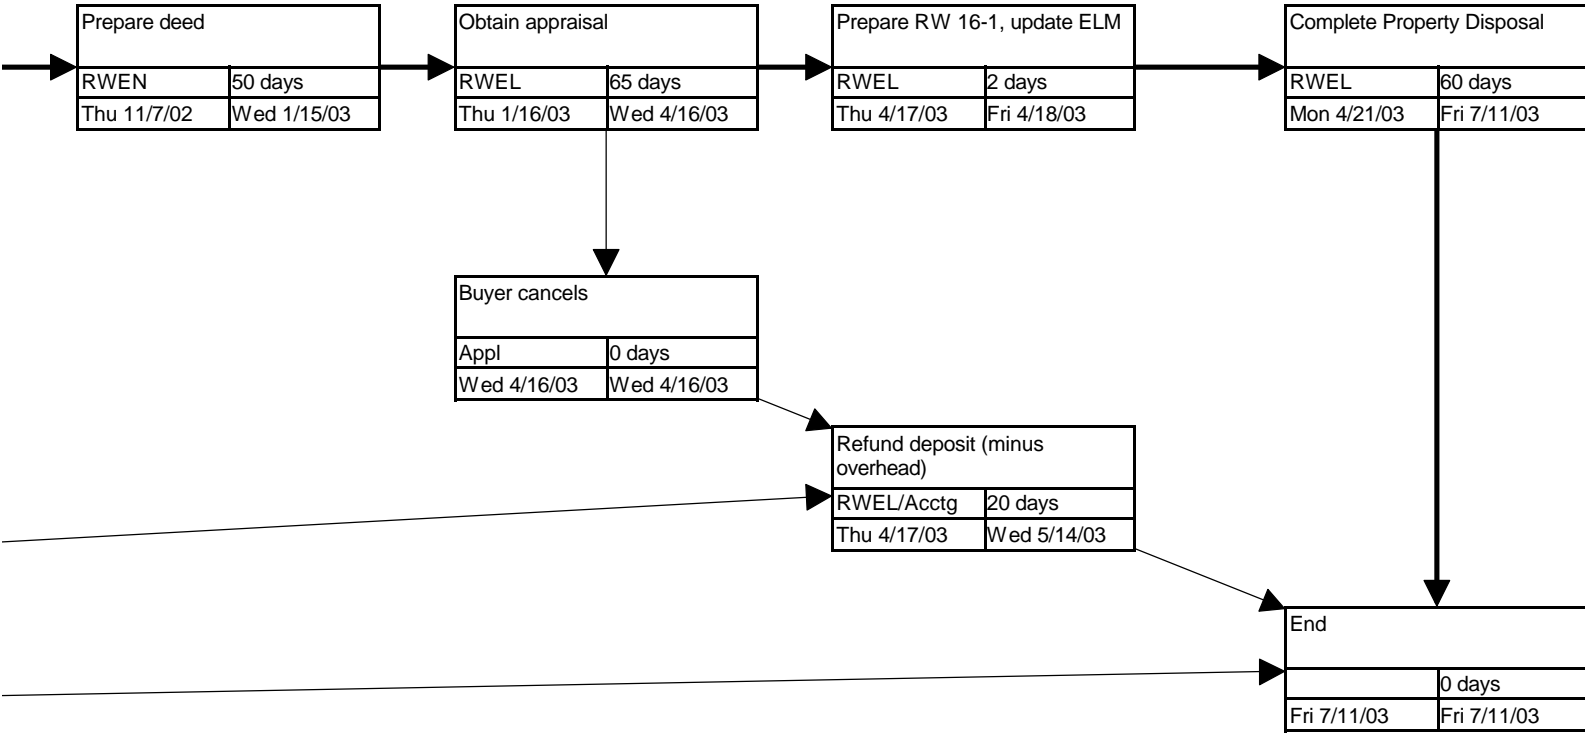 Prepare deed
RWEN 50 days
Thu 11/7/02 Wed 1/15/03
Obtain appraisal
RWEL 65 days
Thu 1/16/03 Wed 4/16/03
Prepare RW 16-1, update ELM
RWEL 2 days
Thu 4/17/03 Fri 4/18/03
Complete Property Disposal
RWEL 60 days
Mon 4/21/03 Fri 7/11/03
Buyer cancels
Appl 0 days
Wed 4/16/03 Wed 4/16/03
Refund deposit (minus
overhead)
RWEL/Acctg 20 days
Thu 4/17/03 Wed 5/14/03
End
0 days
Fri 7/11/03 Fri 7/11/03